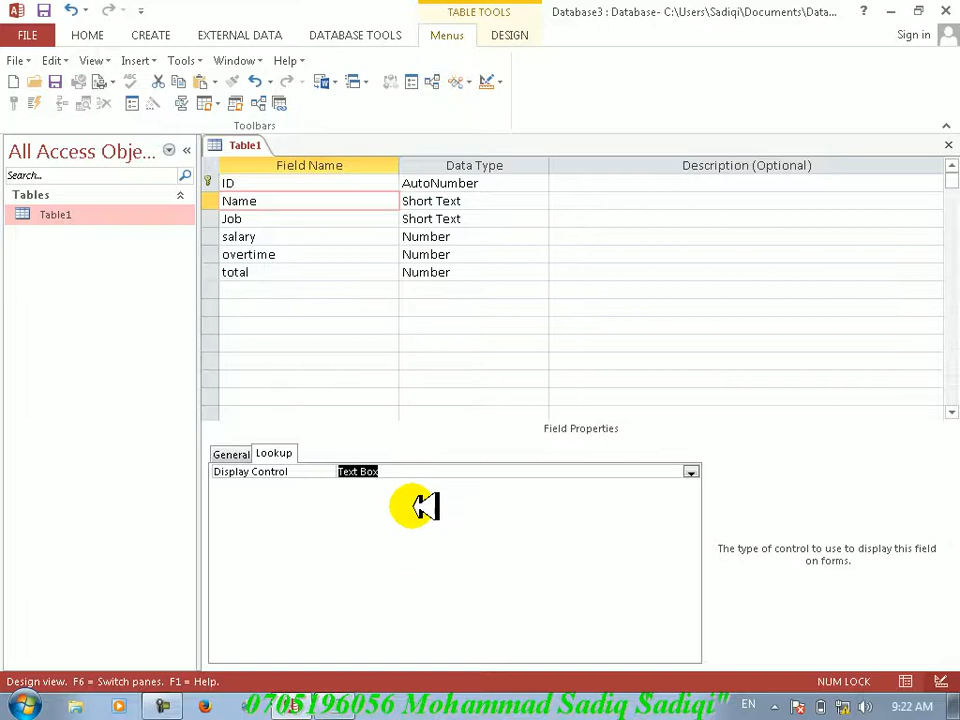 TABLE TOOLS
Database3 : Database- C:\Users\Sadiqi\Documents\Data...
?
FILE HOME CREATE EXTERNAL DATA DATABASE TOOLS Menus DESIGN Sign in
File Edit View Insert Tools Window Help
Toolbars
All Access Obje...
Search...
Tables
Table1
Table1
Field Name Data Type Description (Optional)
ID AutoNumber
Name Short Text
Job Short Text
salary Number
overtime Number
total Number
Field Properties
General Lookup
Display Control Text Box
The type of control to use to display this field
on forms.
Design view. F6 = Switch panes. F1 = Help. NUM LOCK
0705196056 Mohammad Sadiq Sadiqi"
EN 9:22 AM